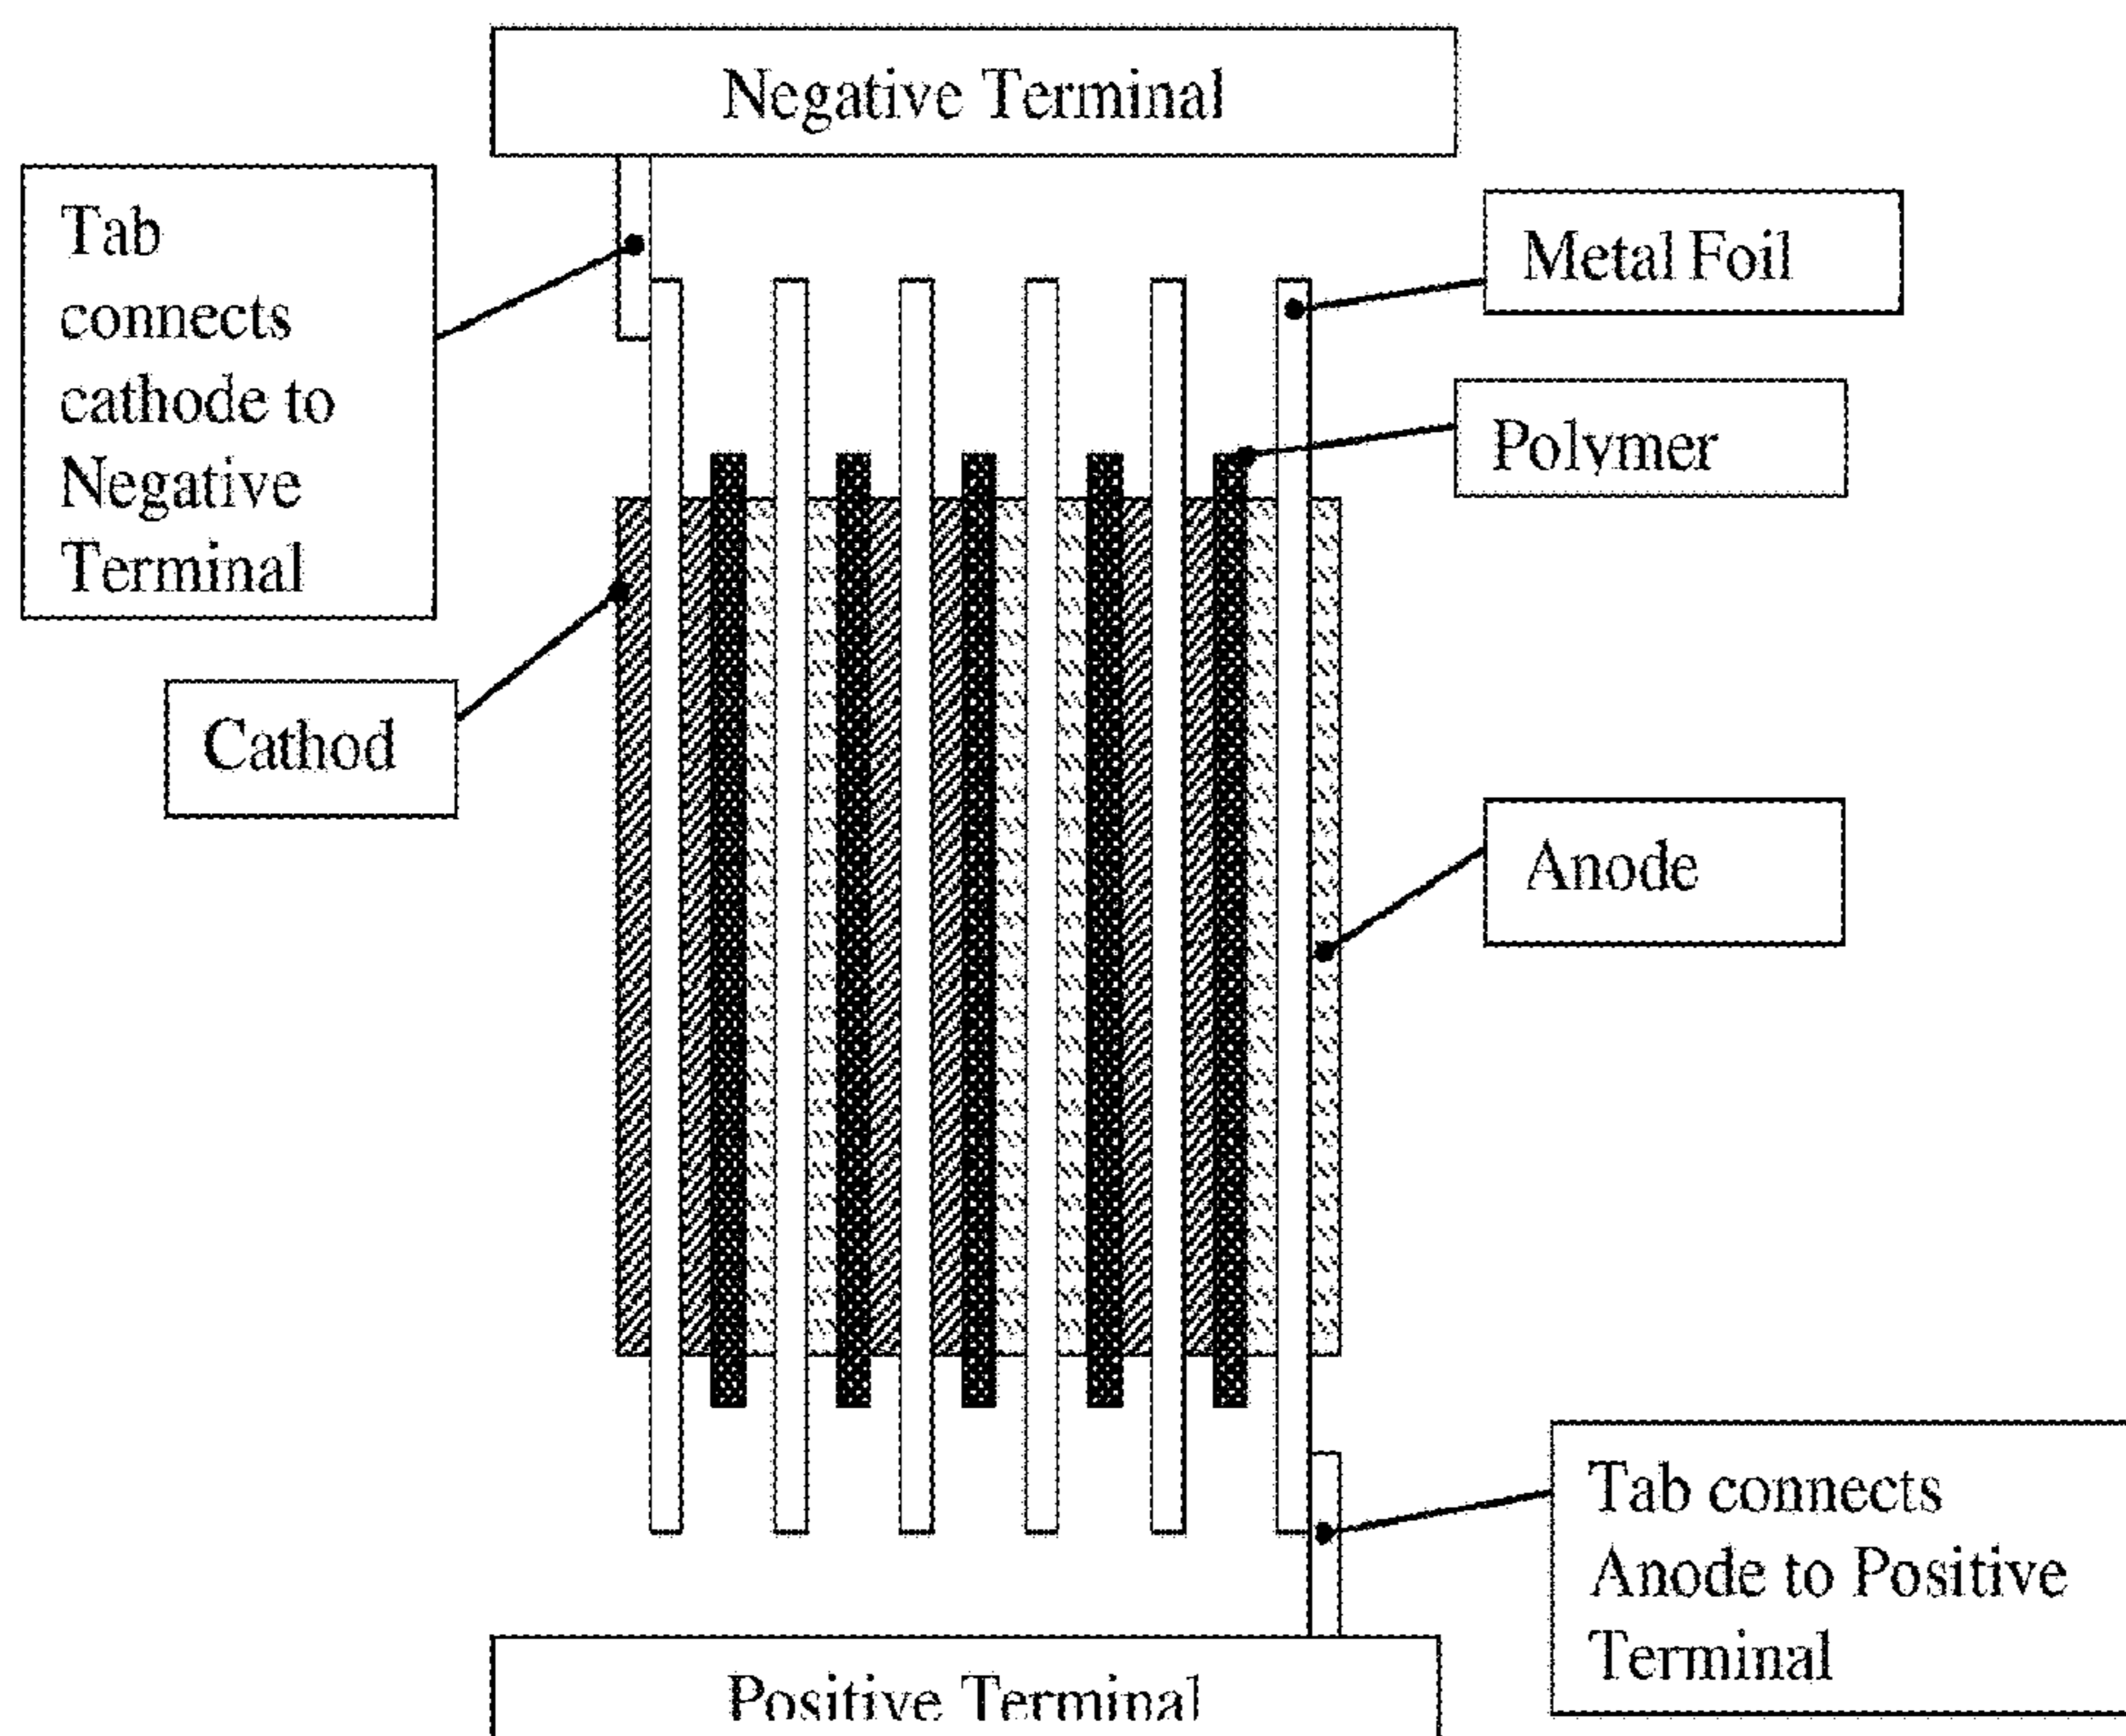 Negative Terminal
Tab
connects
cathode to
Negative
Terminal
Metal Foil
Polymer
Cathod
Anode
Tab connects
Anode to Positive
Terminal
Positive Terminal